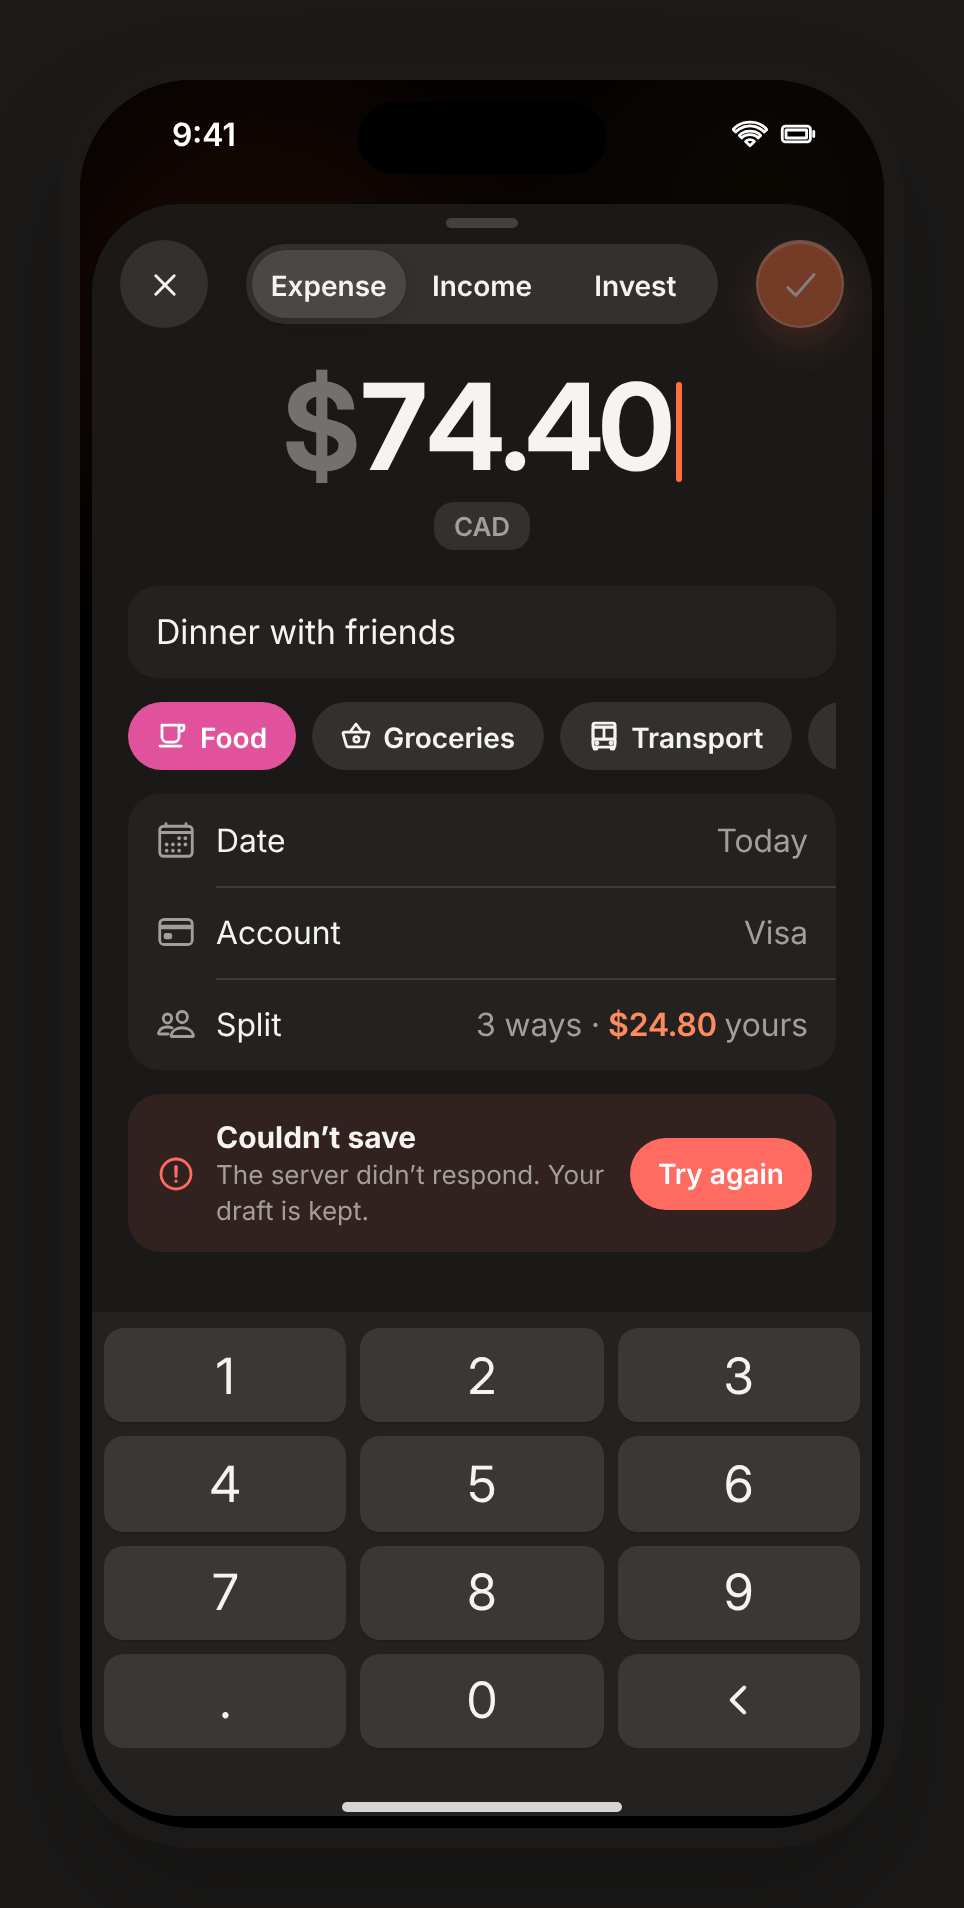 9:41
Expense Income Invest
$74.40
CAD
Dinner with friends
Food Groceries Transport
Date Today
Account Visa
Split 3 ways · $24.80 yours
Couldn’t save
The server didn’t respond. Your
draft is kept.
Try again
1 2 3
4 5 6
7 8 9
. 0